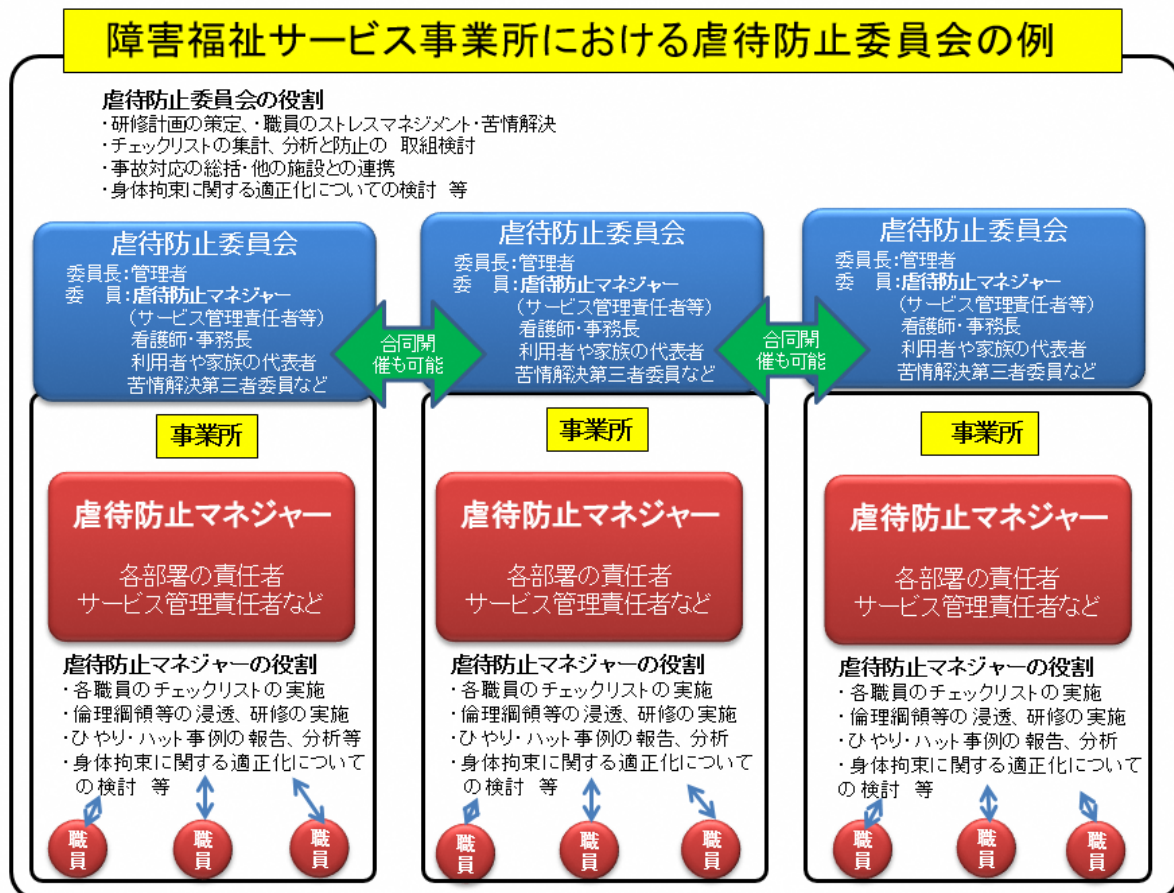 障害福祉サービス事業所における虐待防止委員会の例
虐待防止委員会の役割
・研修計画の策定、・職員のストレスマネジメント・苦情解決
・チェックリストの集計、分析と防止の 取組検討
・事故対応の総括・他の施設との連携
・身体拘束に関する適正化についての検討 等
虐待防止委員会
委員長：管理者
委　員：虐待防止マネジャー
（サービス管理責任者等）
看護師・事務長
利用者や家族の代表者
苦情解決第三者委員など
合同開
催も可能
虐待防止委員会
委員長：管理者
委　員：虐待防止マネジャー
（サービス管理責任者等）
看護師・事務長
利用者や家族の代表者
苦情解決第三者委員など
合同開
催も可能
虐待防止委員会
委員長：管理者
委　員：虐待防止マネジャー
（サービス管理責任者等）
看護師・事務長
利用者や家族の代表者
苦情解決第三者委員など
事業所
虐待防止マネジャー
各部署の責任者
サービス管理責任者など
虐待防止マネジャーの役割
・各職員のチェックリストの実施
・倫理綱領等の浸透、研修の実施
・ひやり・ハット事例の報告、分析等
・身体拘束に関する適正化について
の検討 等
職員
職員
職員
事業所
虐待防止マネジャー
各部署の責任者
サービス管理責任者など
虐待防止マネジャーの役割
・各職員のチェックリストの実施
・倫理綱領等の浸透、研修の実施
・ひやり・ハット事例の報告、分析
・身体拘束に関する適正化について
の検討 等
職員
職員
職員
事業所
虐待防止マネジャー
各部署の責任者
サービス管理責任者など
虐待防止マネジャーの役割
・各職員のチェックリストの実施
・倫理綱領等の浸透、研修の実施
・ひやり・ハット事例の報告、分析
・身体拘束に関する適正化について
の検討 等
職員
職員
職員